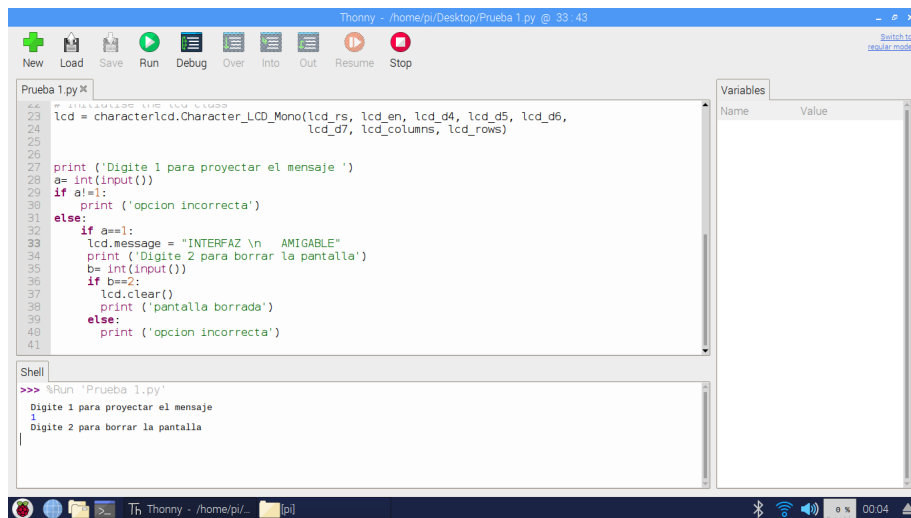 Thonny - /home/pi/Desktop/Prueba 1.py @ 33:43
New Load Save Run Debug Over Into Out Resume Stop
Switch to
regular mode
Prueba 1.py
Variables
Name Value
22 # Initialise the lcd class
23 lcd = characterlcd.Character_LCD_Mono(lcd_rs, lcd_en, lcd_d4, lcd_d5, lcd_d6,
24 lcd_d7, lcd_columns, lcd_rows)
25
26
27 print ('Digite 1 para proyectar el mensaje ')
28 a= int(input())
29 if a!=1:
30 print ('opcion incorrecta')
31 else:
32 if a==1:
33 lcd.message = "INTERFAZ \n   AMIGABLE"
34 print ('Digite 2 para borrar la pantalla')
35 b= int(input())
36 if b==2:
37 lcd.clear()
38 print ('pantalla borrada')
39 else:
40 print ('opcion incorrecta')
41
Shell
>>> %Run 'Prueba 1.py'
Digite 1 para proyectar el mensaje
1
Digite 2 para borrar la pantalla
Thonny - /home/pi/... [pi] 0 % 00:04